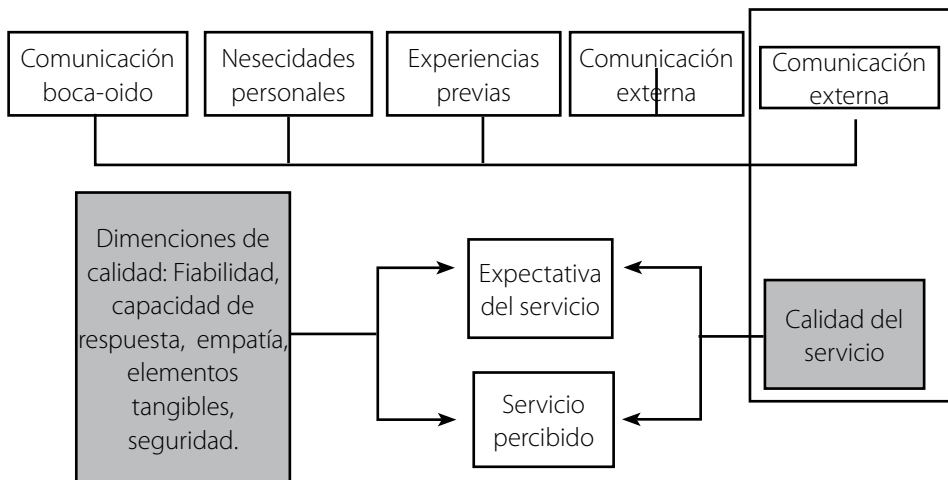 Comunicación
boca-oido
Nesecidades
personales
Experiencias
previas
Comunicación
externa
Comunicación
externa
Dimenciones de
calidad: Fiabilidad,
capacidad de
respuesta, empatía,
elementos
tangibles,
seguridad.
Expectativa
del servicio
Servicio
percibido
Calidad del
servicio